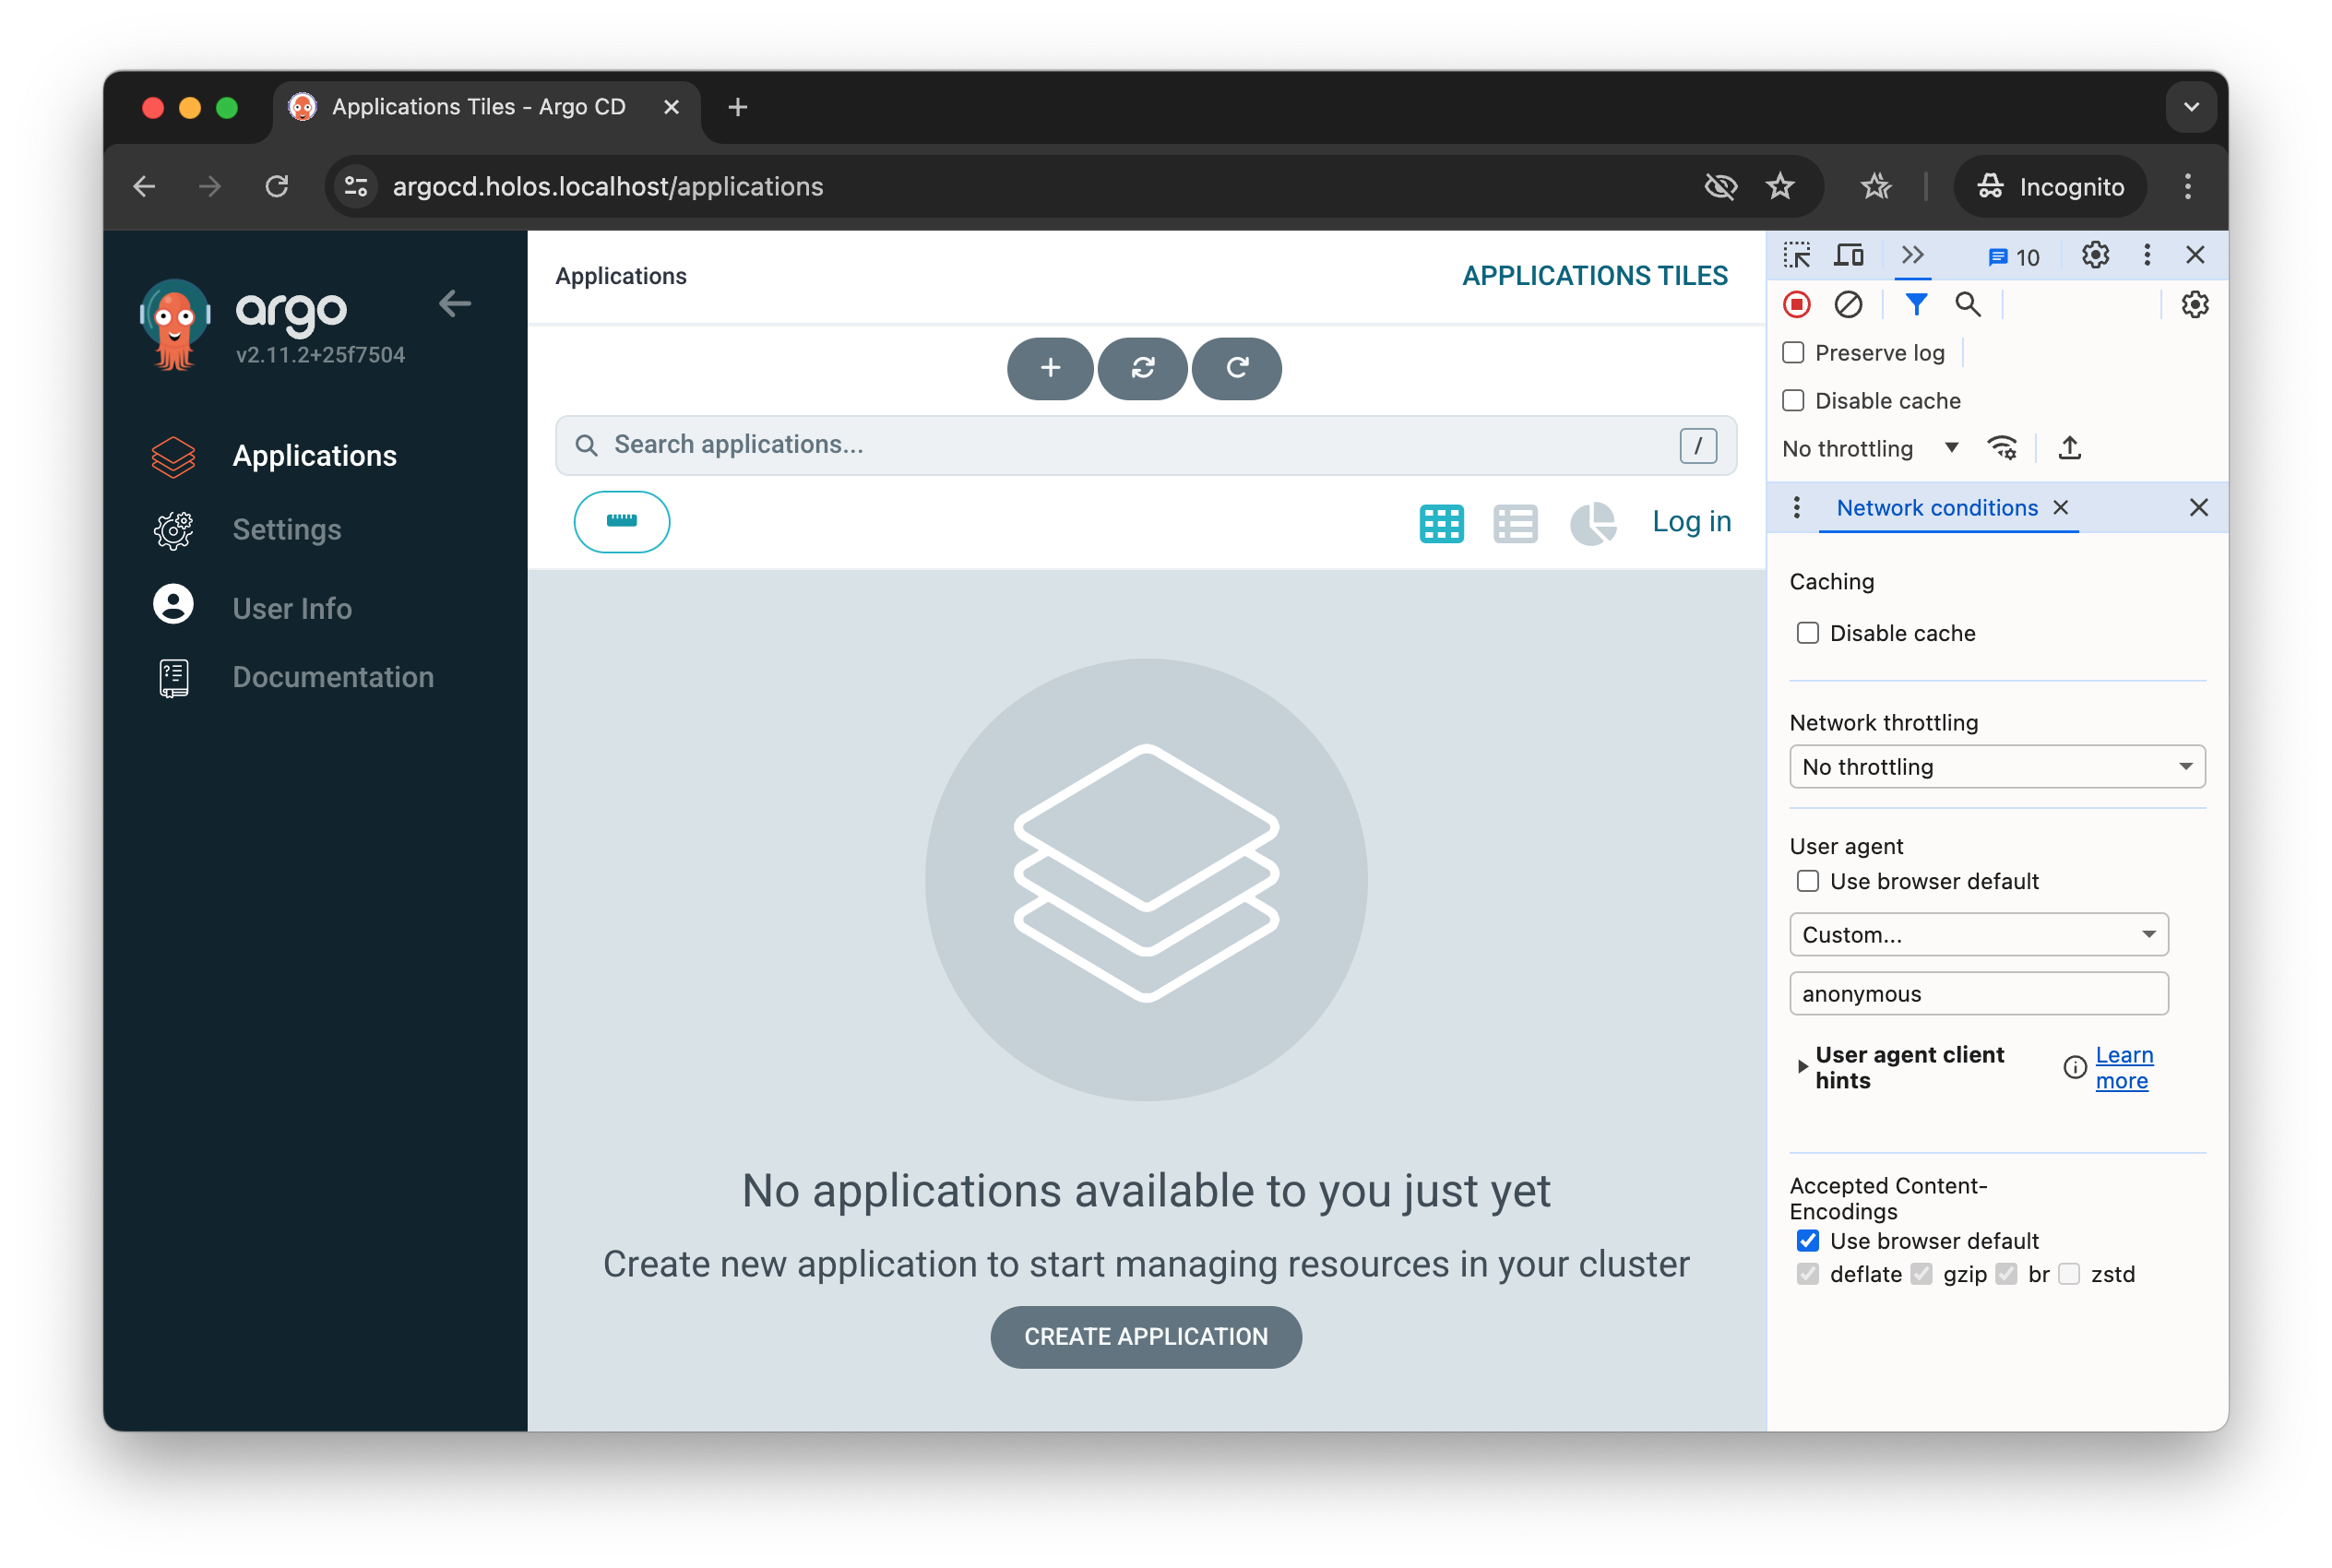 Applications Tiles - Argo CD
argocd.holos.localhost/applications
Incognito
argo
v2.11.2+25f7504
Applications
Settings
User Info
Documentation
Applications
APPLICATIONS TILES
Search applications...
/
Log in
No applications available to you just yet
Create new application to start managing resources in your cluster
CREATE APPLICATION
10
Preserve log
Disable cache
No throttling
Network conditions
Caching
Disable cache
Network throttling
No throttling
User agent
Use browser default
Custom...
anonymous
User agent client
hints
Learn
more
Accepted Content-
Encodings
Use browser default
deflate gzip br zstd